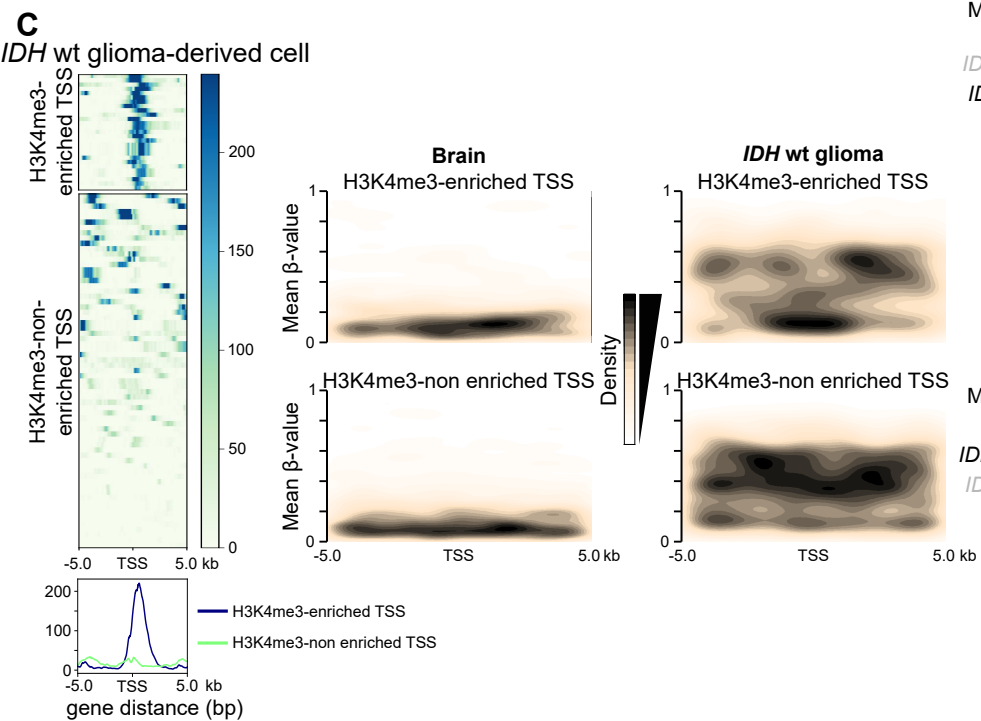 C
IDH wt glioma-derived cell
H3K4me3-
enriched TSS
H3K4me3-non-
enriched TSS
200
150
100
50
0
-5.0 TSS 5.0 kb
200
100
0
-5.0 TSS 5.0 kb
gene distance (bp)
H3K4me3-enriched TSS
H3K4me3-non enriched TSS
Brain
H3K4me3-enriched TSS
1
Mean β-value
0
H3K4me3-non enriched TSS
1
Mean β-value
0
-5.0 TSS 5.0 kb
Density
IDH wt glioma
H3K4me3-enriched TSS
1
0
H3K4me3-non enriched TSS
1
0
-5.0 TSS 5.0 kb
M
M